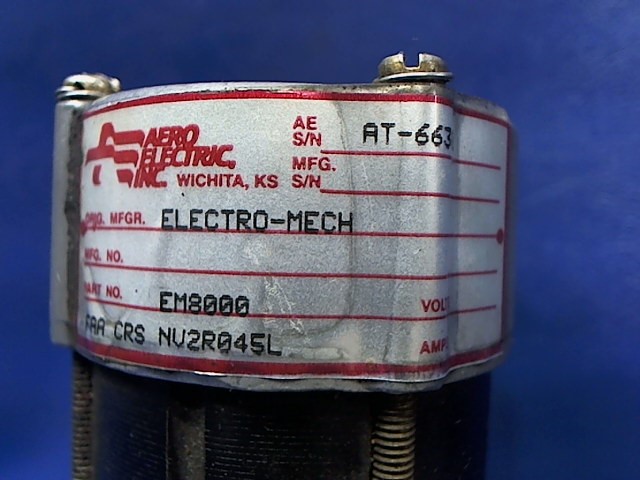 AERO
ELECTRIC,
INC. WICHITA, KS
AE
S/N AT-663
MFG.
S/N
ORIG. MFGR. ELECTRO-MECH
MFG. NO.
PART NO. EM8000
VOLT
FAA CRS NV2R045L
AMP